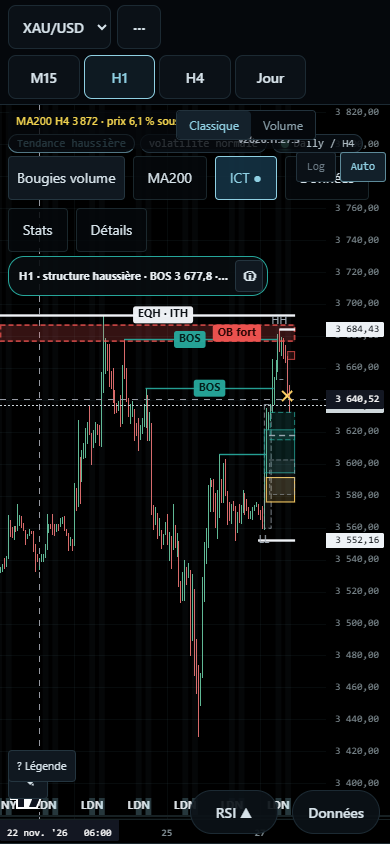 XAU/USD
---
M15
H1
H4
Jour
3 820,00
MA200 H4 3 872 · prix 6,1 % sous
Classique
Volume
Tendance haussière
volatilité normale
Daily / H4
Log
Auto
Bougies volume
MA200
ICT
3 760,00
Stats
Détails
3 740,00
3 720,00
H1 · structure haussière · BOS 3 677,8 ·…
3 700,00
EQH · ITH
HH
3 684,43
OB fort
BOS
BOS
3 640,52
3 620,00
3 600,00
3 580,00
3 560,00
LL
3 552,16
3 540,00
3 520,00
3 500,00
3 480,00
3 460,00
3 440,00
3 420,00
? Légende
3 400,00
NY
LDN
LDN
LDN
RSI ▲
Données
22 nov. '26 06:00
25